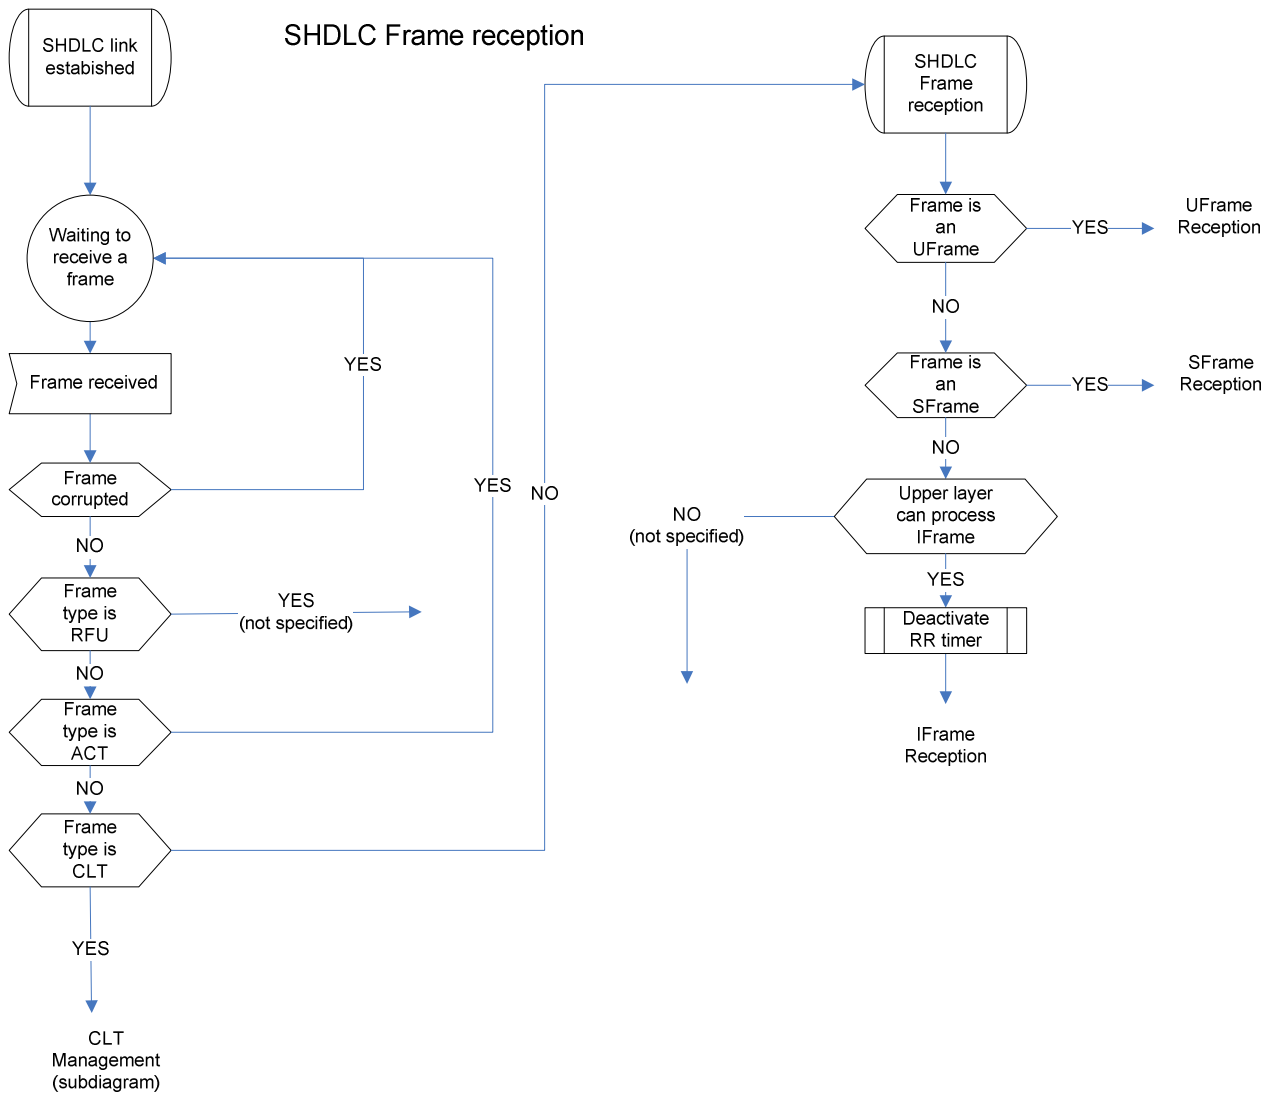 SHDLC Frame reception
SHDLC link
estabished
Waiting to
receive a
frame
Frame received
Frame
corrupted
YES
NO
Frame
type is
RFU
YES
(not specified)
NO
Frame
type is
ACT
YES
NO
Frame
type is
CLT
NO
YES
CLT
Management
(subdiagram)
SHDLC
Frame
reception
Frame is
an
UFrame
YES
UFrame
Reception
NO
Frame is
an
SFrame
YES
SFrame
Reception
NO
Upper layer
can process
IFrame
NO
(not specified)
YES
Deactivate
RR timer
IFrame
Reception